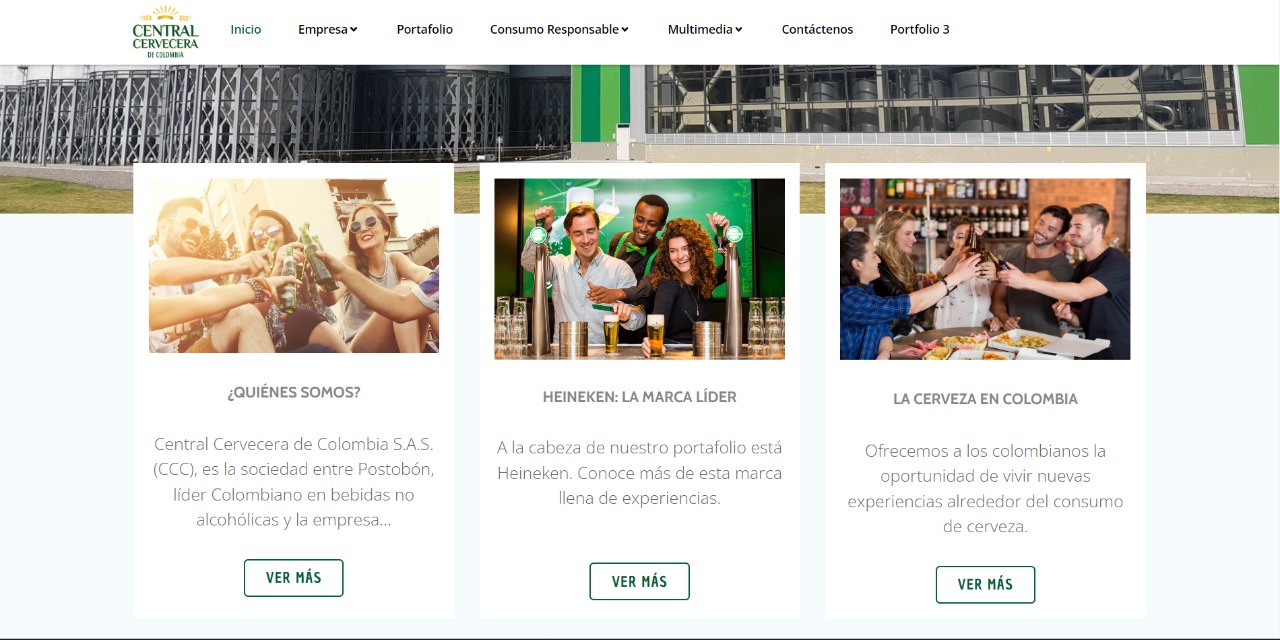 CENTRAL
CERVECERA
DE COLOMBIA
Inicio
Empresa
Portafolio
Consumo Responsable
Multimedia
Contáctenos
Portfolio 3
¿QUIÉNES SOMOS?
Central Cervecera de Colombia S.A.S.
(CCC), es la sociedad entre Postobón,
líder Colombiano en bebidas no
alcohólicas y la empresa...
VER MÁS
HEINEKEN: LA MARCA LÍDER
A la cabeza de nuestro portafolio está
Heineken. Conoce más de esta marca
llena de experiencias.
VER MÁS
LA CERVEZA EN COLOMBIA
Ofrecemos a los colombianos la
oportunidad de vivir nuevas
experiencias alrededor del consumo
de cerveza.
VER MÁS